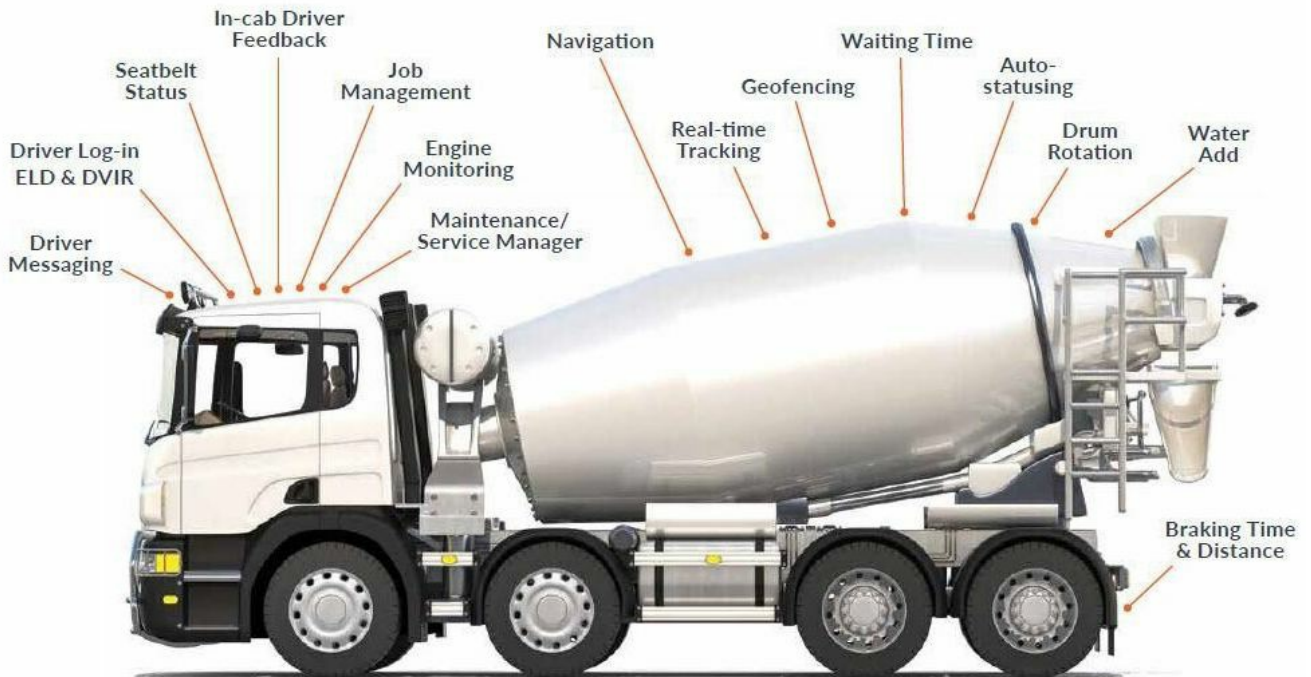 In-cab Driver
Feedback
Navigation
Waiting Time
Seatbelt
Status
Job
Management
Geofencing
Auto-
statusing
Driver Log-in
ELD & DVIR
Engine
Monitoring
Real-time
Tracking
Drum
Rotation
Water
Add
Driver
Messaging
Maintenance/
Service Manager
Braking Time
& Distance